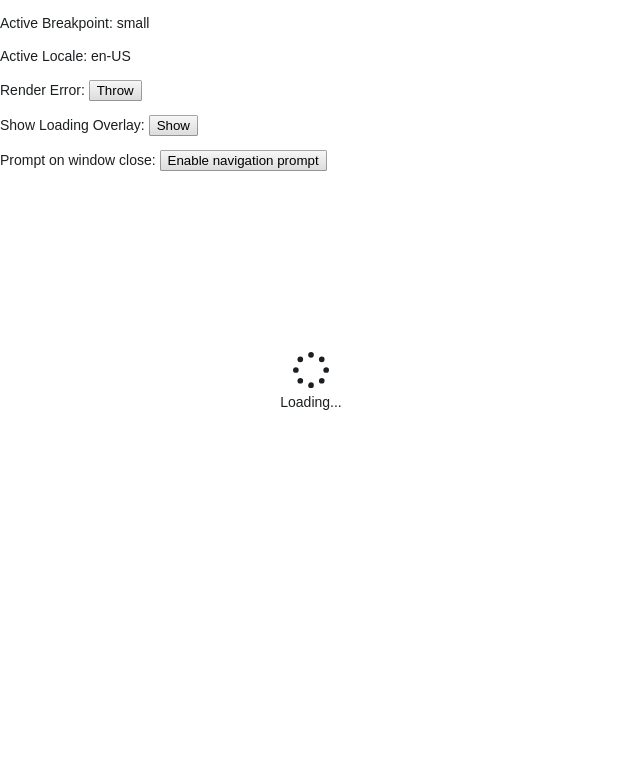 Active Breakpoint: small
Active Locale: en-US
Render Error: Throw
Show Loading Overlay: Show
Prompt on window close: Enable navigation prompt
Loading...